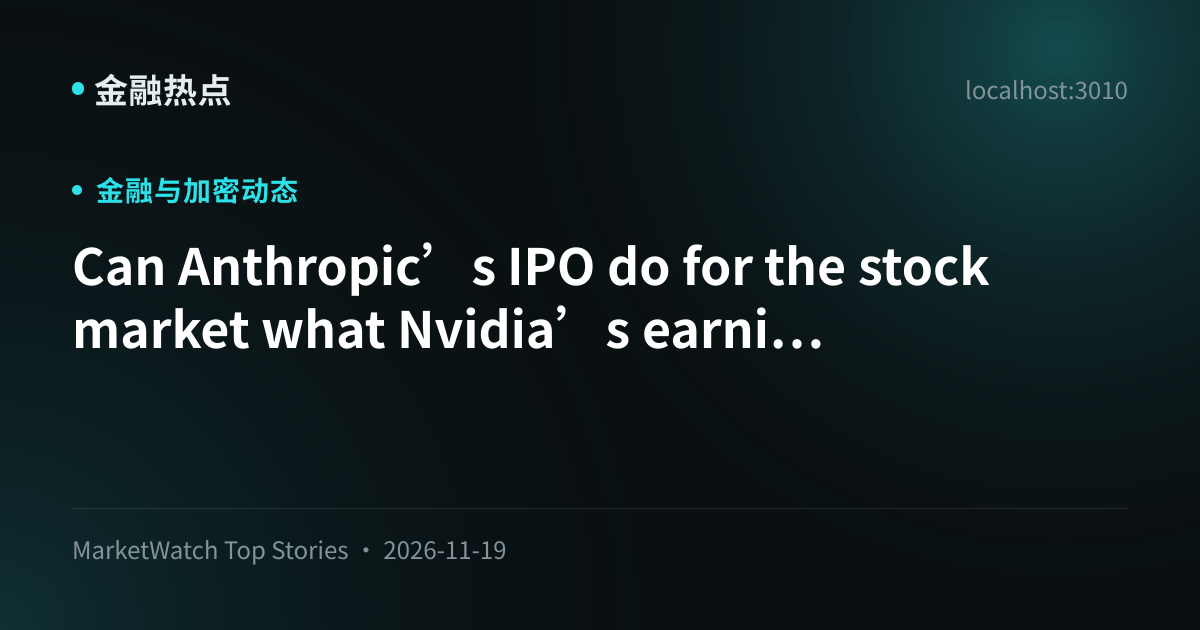 金融热点
localhost:3010
金融与加密动态
Can Anthropic’s IPO do for the stock
market what Nvidia’s earni…
MarketWatch Top Stories · 2026-11-19